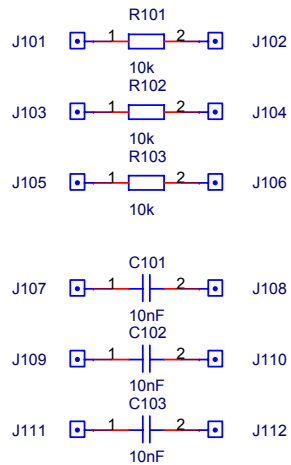 R101
J101 1 2 J102
10k
R102
J103 1 2 J104
10k
R103
J105 1 2 J106
10k
C101
J107 1 2 J108
10nF
C102
J109 1 2 J110
10nF
C103
J111 1 2 J112
10nF